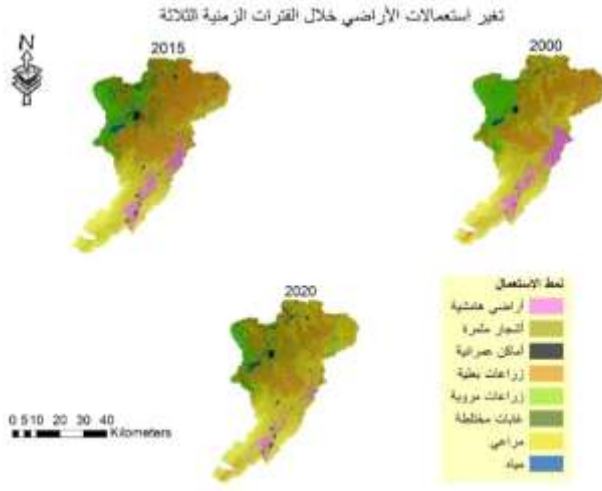 تغير استعمالات الأراضي خلال الفترات الزمنية الثلاثة
N
2015
2000
2020
نمط الاستعمال
أراضي هامشية
أشجار مثمرة
أماكن عمرانية
زراعات بعلية
زراعات مروية
غابات مختلطة
مراعي
مياه
0 5 10 20 30 40
Kilometers